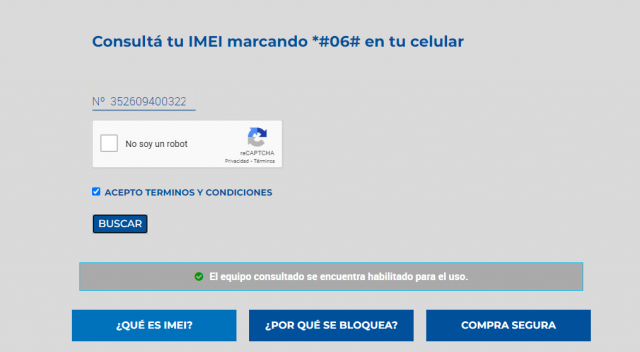 Consultá tu IMEI marcando *#06# en tu celular
Nº 352609400322
No soy un robot
reCAPTCHA
Privacidad - Términos
ACEPTO TERMINOS Y CONDICIONES
BUSCAR
El equipo consultado se encuentra habilitado para el uso.
¿QUÉ ES IMEI?
¿POR QUÉ SE BLOQUEA?
COMPRA SEGURA